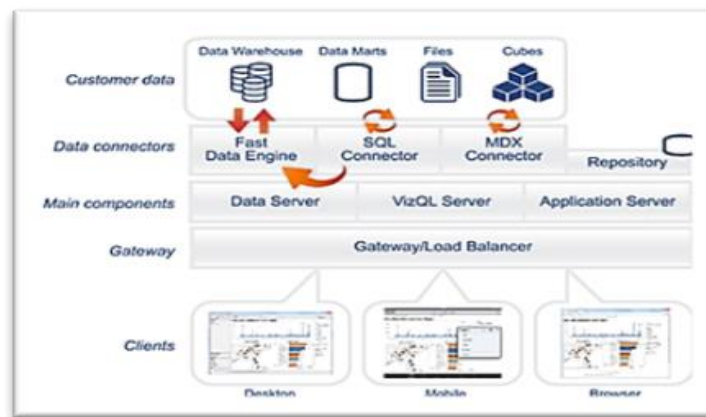 Data Warehouse Data Marts Files Cubes
Customer data
Data connectors
Fast
Data Engine
SQL
Connector
MDX
Connector
Repository
Main components
Data Server VizQL Server Application Server
Gateway
Gateway/Load Balancer
Clients
Desktop Mobile Browser